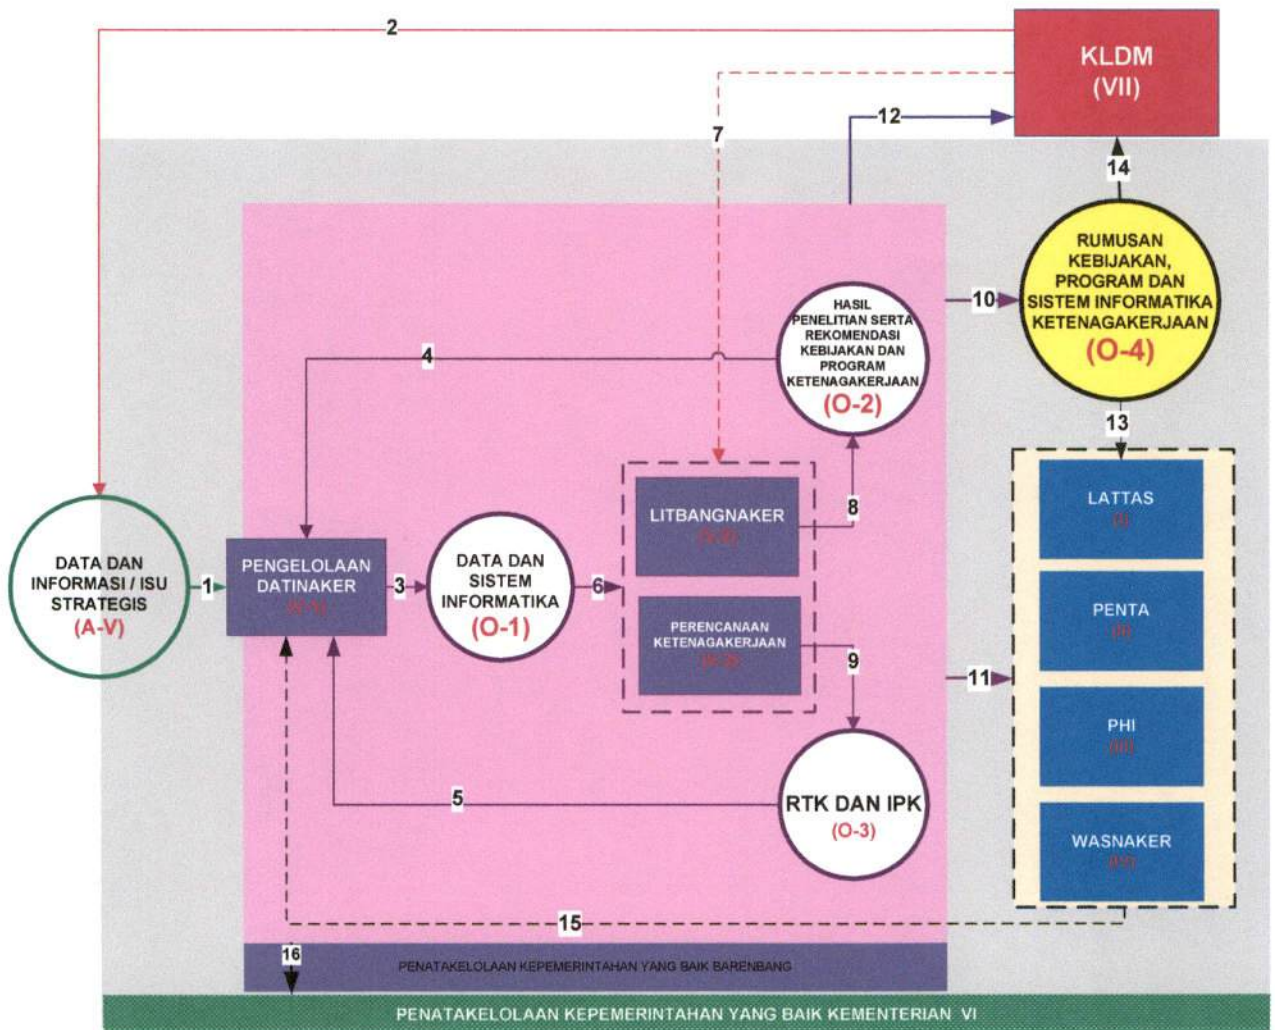 2
KLDM
(VII)
7
12
14
RUMUSAN
KEBIJAKAN,
PROGRAM DAN
SISTEM INFORMATIKA
KETENAGAKERJAAN
(O-4)
10
HASIL
PENELITIAN SERTA
REKOMENDASI
KEBIJAKAN DAN
PROGRAM
KETENAGAKERJAAN
(O-2)
4
13
8
LITBANGNAKER
LATTAS
(I)
DATA DAN
INFORMASI / ISU
STRATEGIS
(A-V)
1
PENGELOLAAN
DATINAKER
3
DATA DAN
SISTEM
INFORMATIKA
(O-1)
6
PERENCANAAN
KETENAGAKERJAAN
9
PENTA
(II)
11
PHI
(III)
5
RTK DAN IPK
(O-3)
WASNAKER
(IV)
15
16
PENATAKELOLAAN KEPEMERINTAHAN YANG BAIK BARENBANG
PENATAKELOLAAN KEPEMERINTAHAN YANG BAIK KEMENTERIAN VI